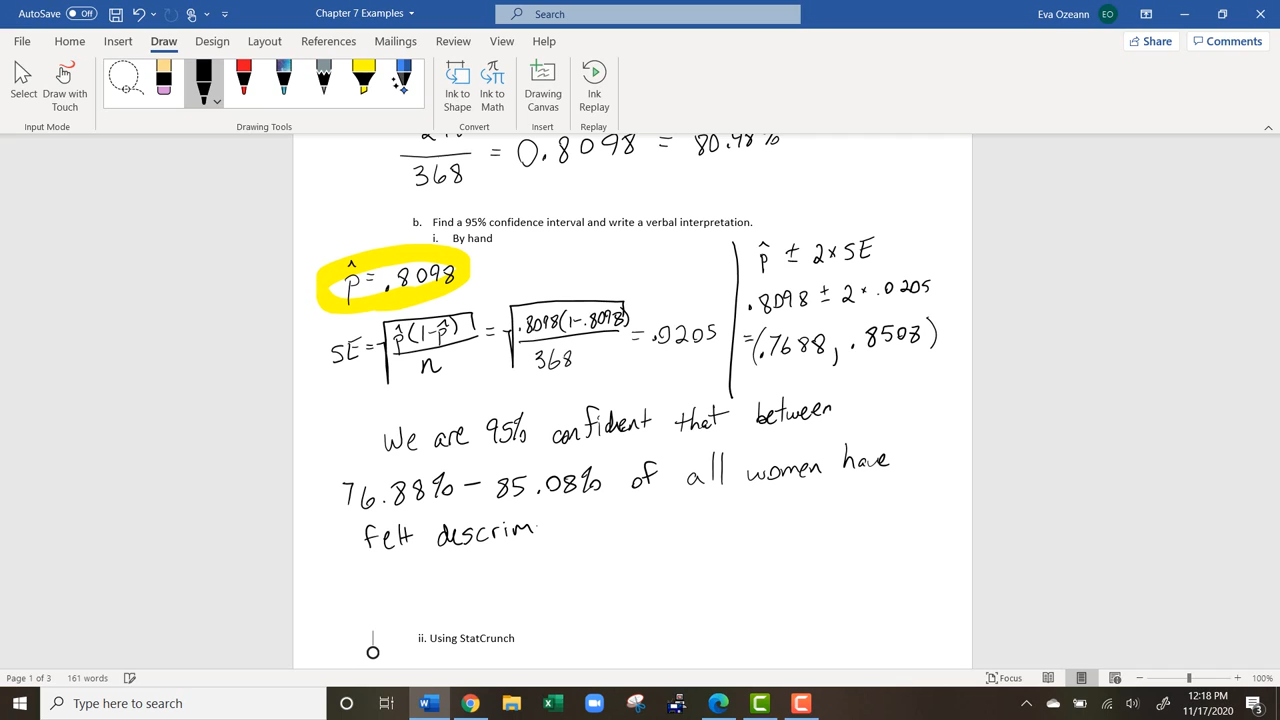 AutoSave Off Chapter 7 Examples Search Eva Ozeann EO
File Home Insert Draw Design Layout References Mailings Review View Help Share Comments
Select Draw with Touch Ink to Shape Ink to Math Drawing Canvas Ink Replay
Input Mode Drawing Tools Convert Insert Replay
368 = 0.8098 = 80.98%
b. Find a 95% confidence interval and write a verbal interpretation.
i. By hand
p̂ = .8098
SE = √(p̂(1-p̂)/n) = √(.8098(1-.8098)/368) = .0205
p̂ ± 2×SE
.8098 ± 2× .0205
=(.7688, .8508)
We are 95% confident that between
76.88% - 85.08% of all women have
felt descrim
ii. Using StatCrunch
Page 1 of 3 161 words Focus 100%
Type here to search 12:18 PM
11/17/2020